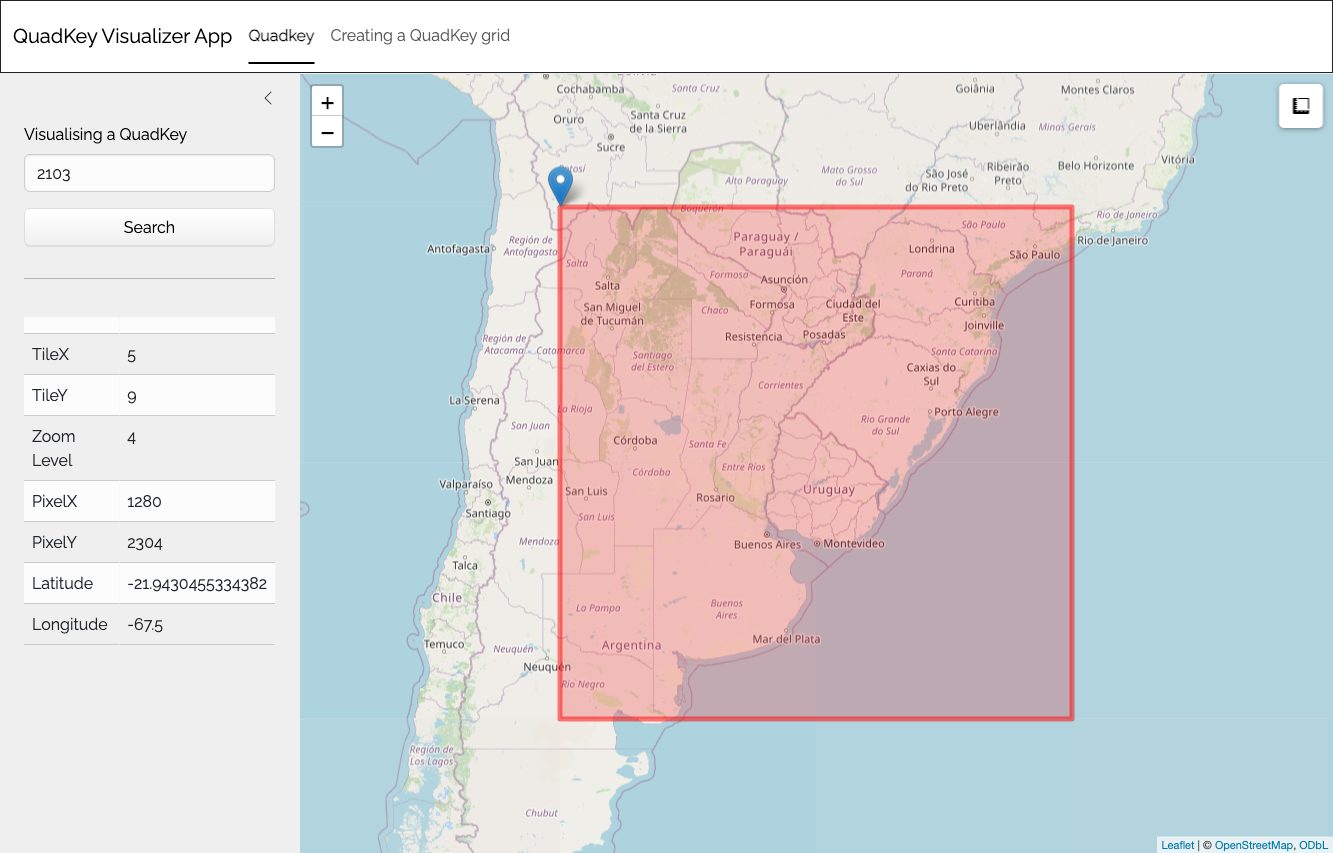 QuadKey Visualizer App
Quadkey
Creating a QuadKey grid
Visualising a QuadKey
2103
Search
TileX 5
TileY 9
Zoom
Level 4
PixelX 1280
PixelY 2304
Latitude -21.9430455334382
Longitude -67.5
+
−
Cochabamba
Santa Cruz
Goiânia
Montes Claros
Oruro
Santa Cruz
de la Sierra
Sucre
Uberlândia
Minas Gerais
Potosí
Alto Paraguay
Mato Grosso
do Sul
São José
do Rio Preto
Ribeirão
Preto
Belo Horizonte
Vitória
Boquerón
Rio de Janeiro
Rio de Janeiro
São Paulo
São Paulo
Antofagasta
Región de
Antofagasta
Salta
Paraguay /
Paraguái
Londrina
Paraná
Formosa
Asunción
Salta
San Miguel
de Tucumán
Chaco
Formosa
Ciudad del
Este
Curitiba
Joinville
Resistencia
Posadas
Región de
Atacama
Catamarca
Santiago
del Estero
Santa Catarina
Caxias do
Sul
Corrientes
La Serena
La Rioja
Porto Alegre
Rio Grande
do Sul
San Juan
Córdoba
Santa Fe
San Juan
Córdoba
Entre Ríos
Valparaíso
Mendoza
San Luis
Rosario
Uruguay
Santiago
San Luis
Mendoza
Buenos Aires
Montevideo
Talca
Chile
La Pampa
Buenos
Aires
Temuco
Neuquén
Argentina
Mar del Plata
Neuquén
Río Negro
Región de
Los Lagos
Chubut
Leaflet | © OpenStreetMap, ODbL